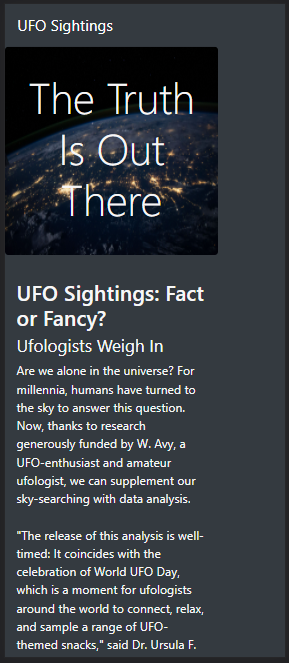 UFO Sightings
The Truth
Is Out
There
UFO Sightings: Fact
or Fancy?
Ufologists Weigh In
Are we alone in the universe? For
millennia, humans have turned to
the sky to answer this question.
Now, thanks to research
generously funded by W. Avy, a
UFO-enthusiast and amateur
ufologist, we can supplement our
sky-searching with data analysis.
"The release of this analysis is well-
timed: It coincides with the
celebration of World UFO Day,
which is a moment for ufologists
around the world to connect, relax,
and sample a range of UFO-
themed snacks," said Dr. Ursula F.